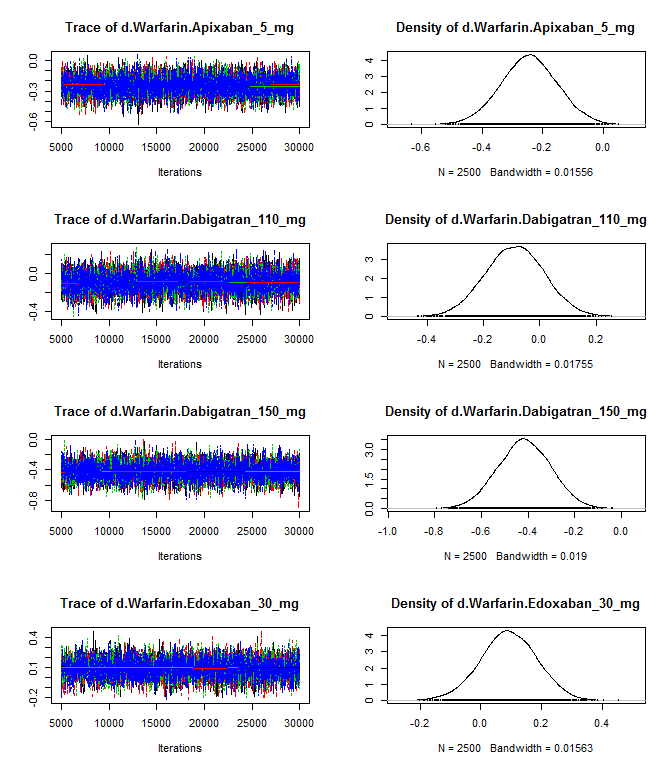 Trace of d.Warfarin.Apixaban_5_mg
0.0
-0.3
-0.6
5000 10000 15000 20000 25000 30000
Iterations
Density of d.Warfarin.Apixaban_5_mg
4
3
2
1
0
-0.6 -0.4 -0.2 0.0
N = 2500 Bandwidth = 0.01556
Trace of d.Warfarin.Dabigatran_110_mg
0.0
-0.4
5000 10000 15000 20000 25000 30000
Iterations
Density of d.Warfarin.Dabigatran_110_mg
3
2
1
0
-0.4 -0.2 0.0 0.2
N = 2500 Bandwidth = 0.01755
Trace of d.Warfarin.Dabigatran_150_mg
0.0
-0.4
-0.8
5000 10000 15000 20000 25000 30000
Iterations
Density of d.Warfarin.Dabigatran_150_mg
3.0
1.5
0.0
-1.0 -0.8 -0.6 -0.4 -0.2 0.0
N = 2500 Bandwidth = 0.019
Trace of d.Warfarin.Edoxaban_30_mg
0.4
0.1
-0.2
5000 10000 15000 20000 25000 30000
Iterations
Density of d.Warfarin.Edoxaban_30_mg
4
3
2
1
0
-0.2 0.0 0.2 0.4
N = 2500 Bandwidth = 0.01563